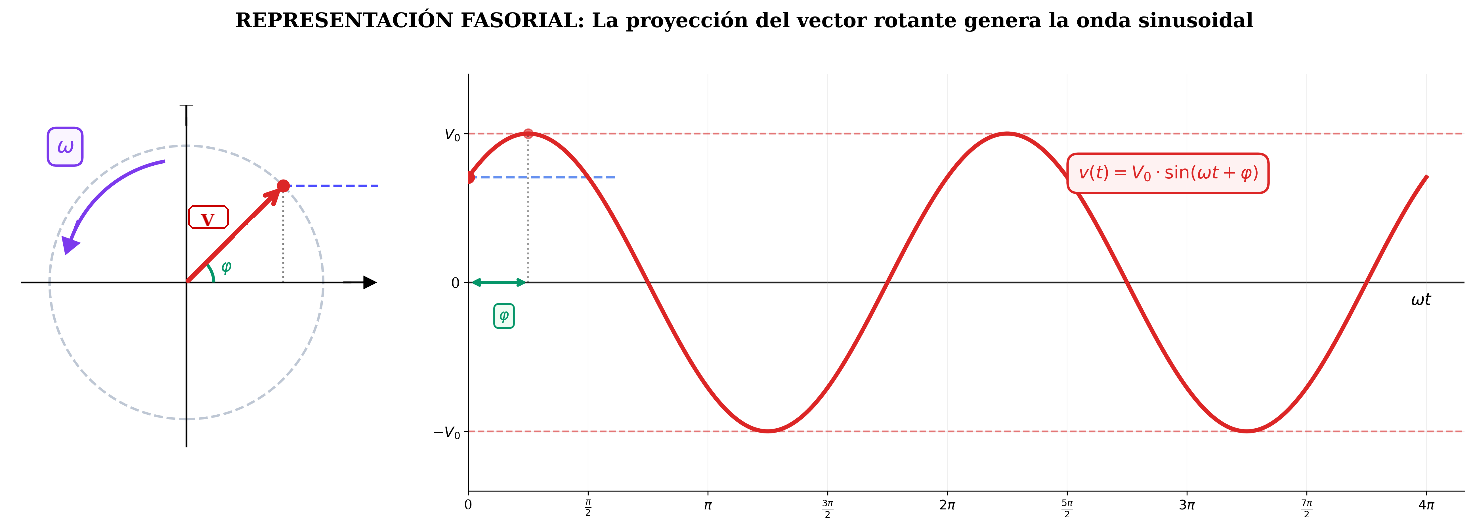 REPRESENTACIÓN FASORIAL: La proyección del vector rotante genera la onda sinusoidal
ω
V
φ
V₀
0
−V₀
v(t) = V₀ · sin(ωt + φ)
φ
ωt
0
π/2
π
3π/2
2π
5π/2
3π
7π/2
4π